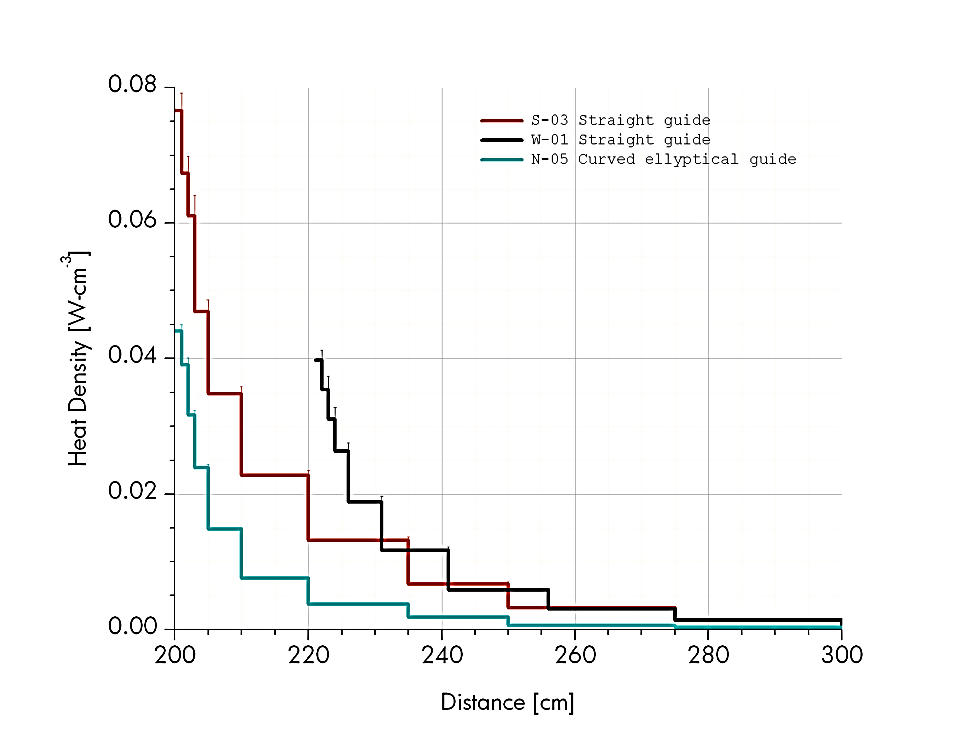 0.08
S-03 Straight guide
W-01 Straight guide
N-05 Curved ellyptical guide
0.06
Heat Density [W-cm⁻³]
0.04
0.02
0.00
200 220 240 260 280 300
Distance [cm]